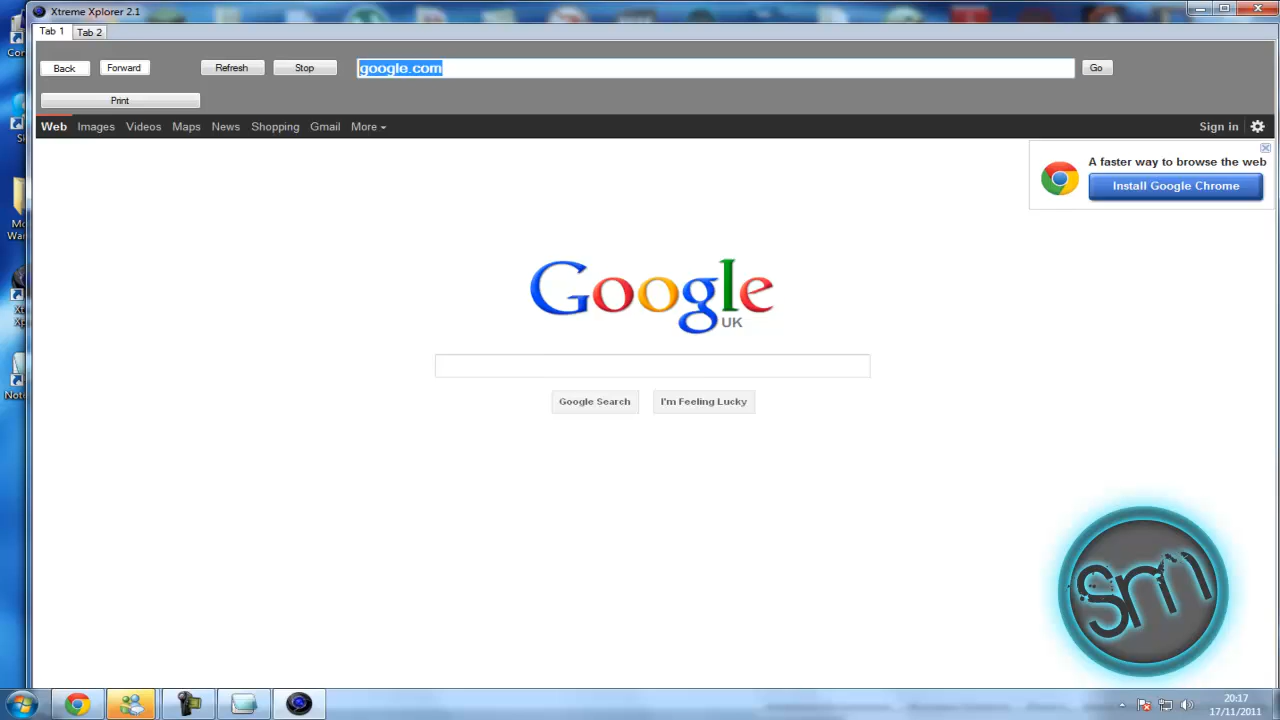 Xtreme Xplorer 2.1
Tab 1 Tab 2
Back Forward Refresh Stop google.com Go
Print
Web Images Videos Maps News Shopping Gmail More Sign in
A faster way to browse the web
Install Google Chrome
Google
UK
Google Search I'm Feeling Lucky
sm
20:17
17/11/2011